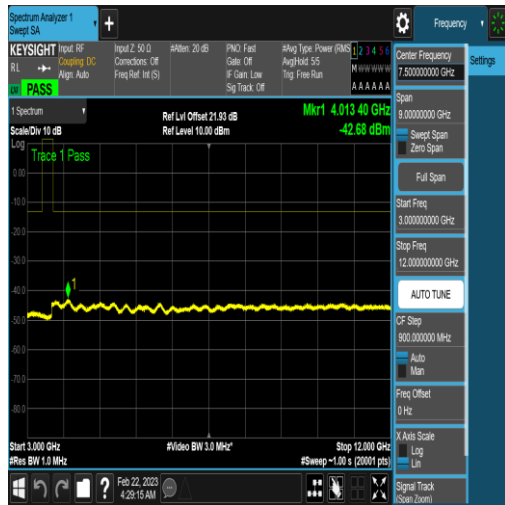 Spectrum Analyzer 1
Swept SA
Frequency
KEYSIGHT
RL
PASS
Input: RF
Coupling: DC
Align: Auto
Input Z: 50 Ω
Corrections: Off
Freq Ref: Int (S)
#Atten: 20 dB
PNO: Fast
Gate: Off
IF Gain: Low
Sig Track: Off
#Avg Type: Power (RMS
Avg|Hold: 5/5
Trig: Free Run
1 2 3 4 5 6
M W W W W W
A A A A A A
1 Spectrum
Scale/Div 10 dB
Ref Lvl Offset 21.93 dB
Ref Level 10.00 dBm
Mkr1 4.013 40 GHz
-42.68 dBm
Log
Trace 1 Pass
0.00
-10.0
-20.0
-30.0
-40.0
-50.0
-60.0
-70.0
-80.0
1
Start 3.000 GHz
#Res BW 1.0 MHz
#Video BW 3.0 MHz*
Stop 12.000 GHz
#Sweep ~1.00 s (20001 pts)
Feb 22, 2023
4:29:15 AM
Center Frequency
7.500000000 GHz
Settings
Span
9.00000000 GHz
Swept Span
Zero Span
Full Span
Start Freq
3.000000000 GHz
Stop Freq
12.000000000 GHz
AUTO TUNE
CF Step
900.000000 MHz
Auto
Man
Freq Offset
0 Hz
X Axis Scale
Log
Lin
Signal Track
(Span Zoom)